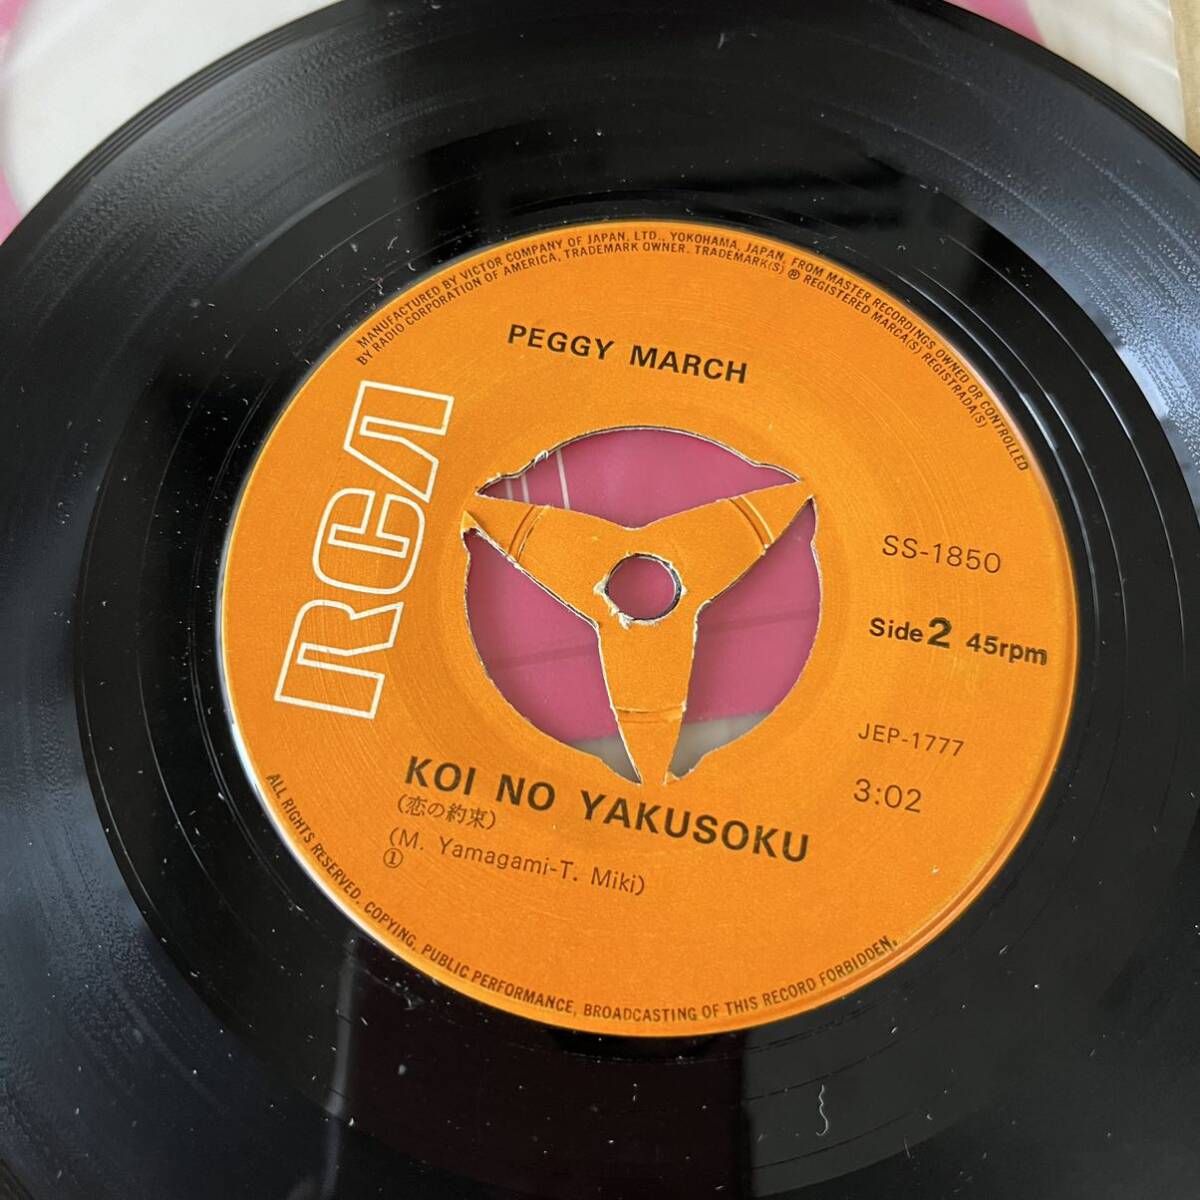 MANUFACTURED BY VICTOR COMPANY OF JAPAN, LTD., YOKOHAMA, JAPAN, FROM MASTER RECORDINGS OWNED OR CONTROLLED
BY RADIO CORPORATION OF AMERICA, TRADEMARK OWNER. TRADEMARK(S) ® REGISTERED MARCA(S) REGISTRADA(S)
PEGGY MARCH
RCA
SS-1850
Side 2 45rpm
JEP-1777
3:02
KOI NO YAKUSOKU
(恋の約束)
(M. Yamagami-T. Miki)
①
ALL RIGHTS RESERVED. COPYING, PUBLIC PERFORMANCE, BROADCASTING OF THIS RECORD FORBIDDEN.